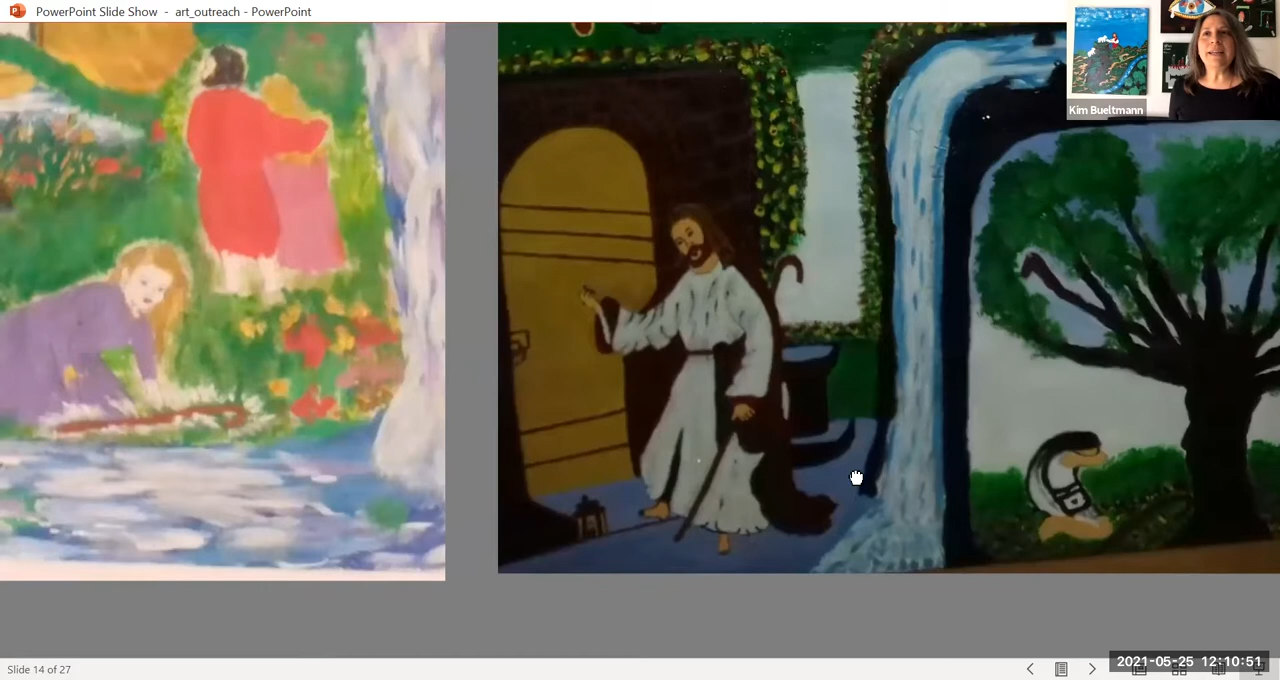 PowerPoint Slide Show - art_outreach - PowerPoint
Kim Bueltmann
Slide 14 of 27
2021-05-25 12:10:51